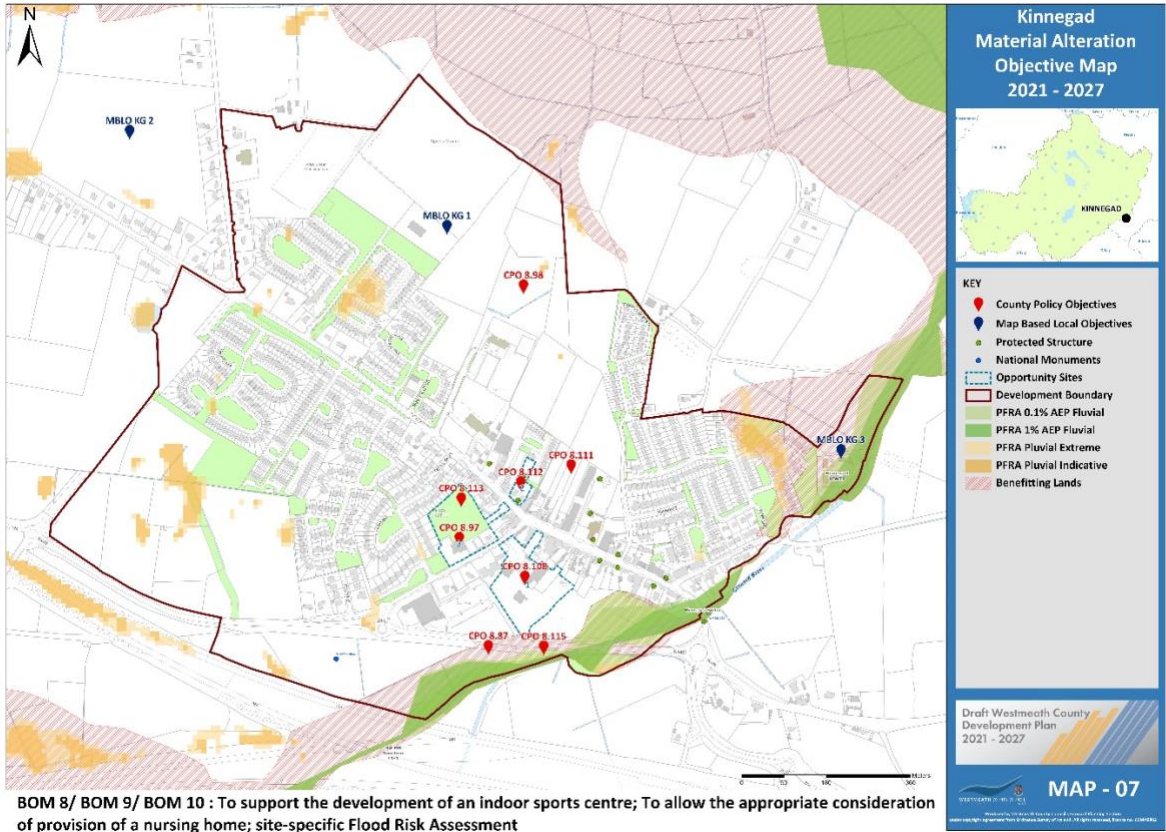 N
MBLO KG 2
MBLO KG 1
CPO 8.98
MBLO KG 3
CPO 8.111
CPO 8.112
CPO 8-113
CPO 8.97
CPO 8.108
CPO 8.87
CPO 8.115
Kinnegad
Material Alteration
Objective Map
2021 - 2027
KINNEGAD
KEY
County Policy Objectives
Map Based Local Objectives
Protected Structure
National Monuments
Opportunity Sites
Development Boundary
PFRA 0.1% AEP Fluvial
PFRA 1% AEP Fluvial
PFRA Pluvial Extreme
PFRA Pluvial Indicative
Benefitting Lands
Draft Westmeath County
Development Plan
2021 - 2027
MAP - 07
BOM 8/ BOM 9/ BOM 10 : To support the development of an indoor sports centre; To allow the appropriate consideration
of provision of a nursing home; site-specific Flood Risk Assessment